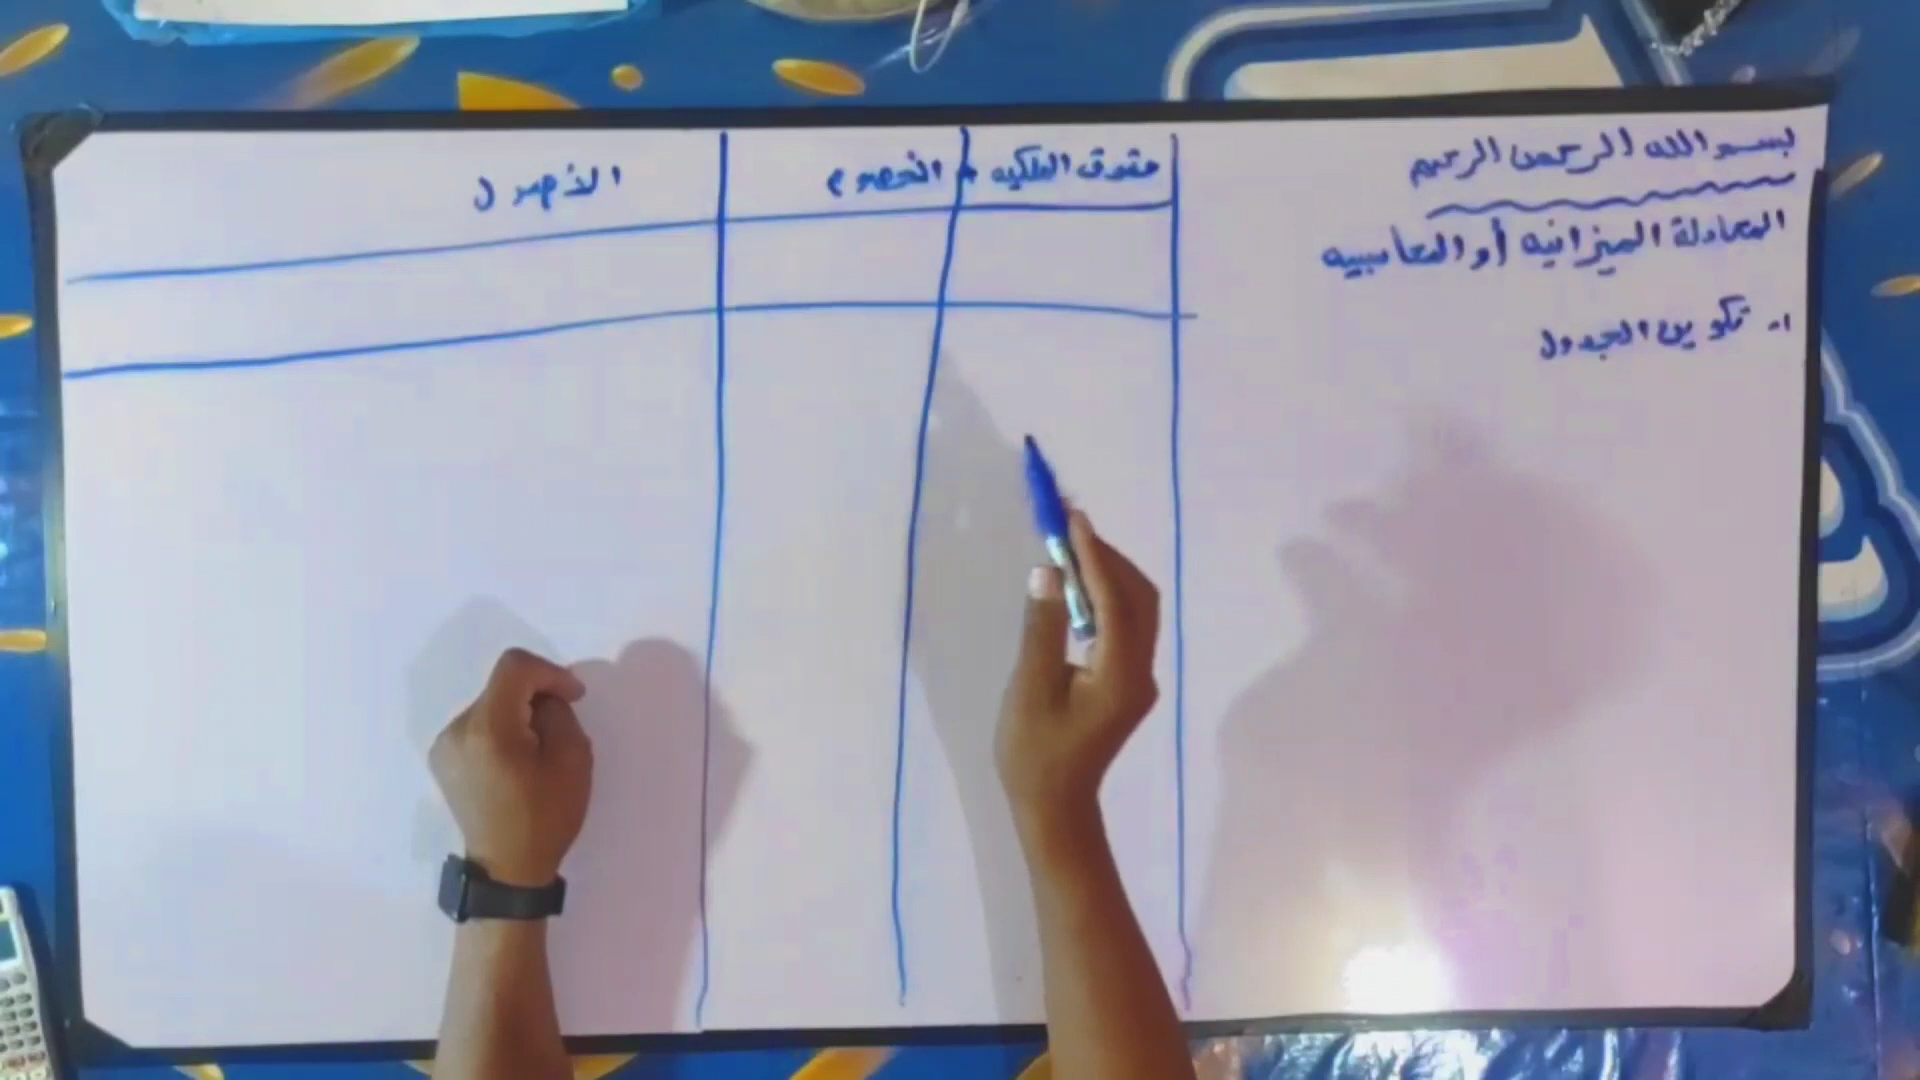 بسم الله الرحمن الرحيم
المعادلة الميزانيه أو المحاسبيه
١- تكوين الجدول
حقوق الملكيه + الخصوم
الأصول